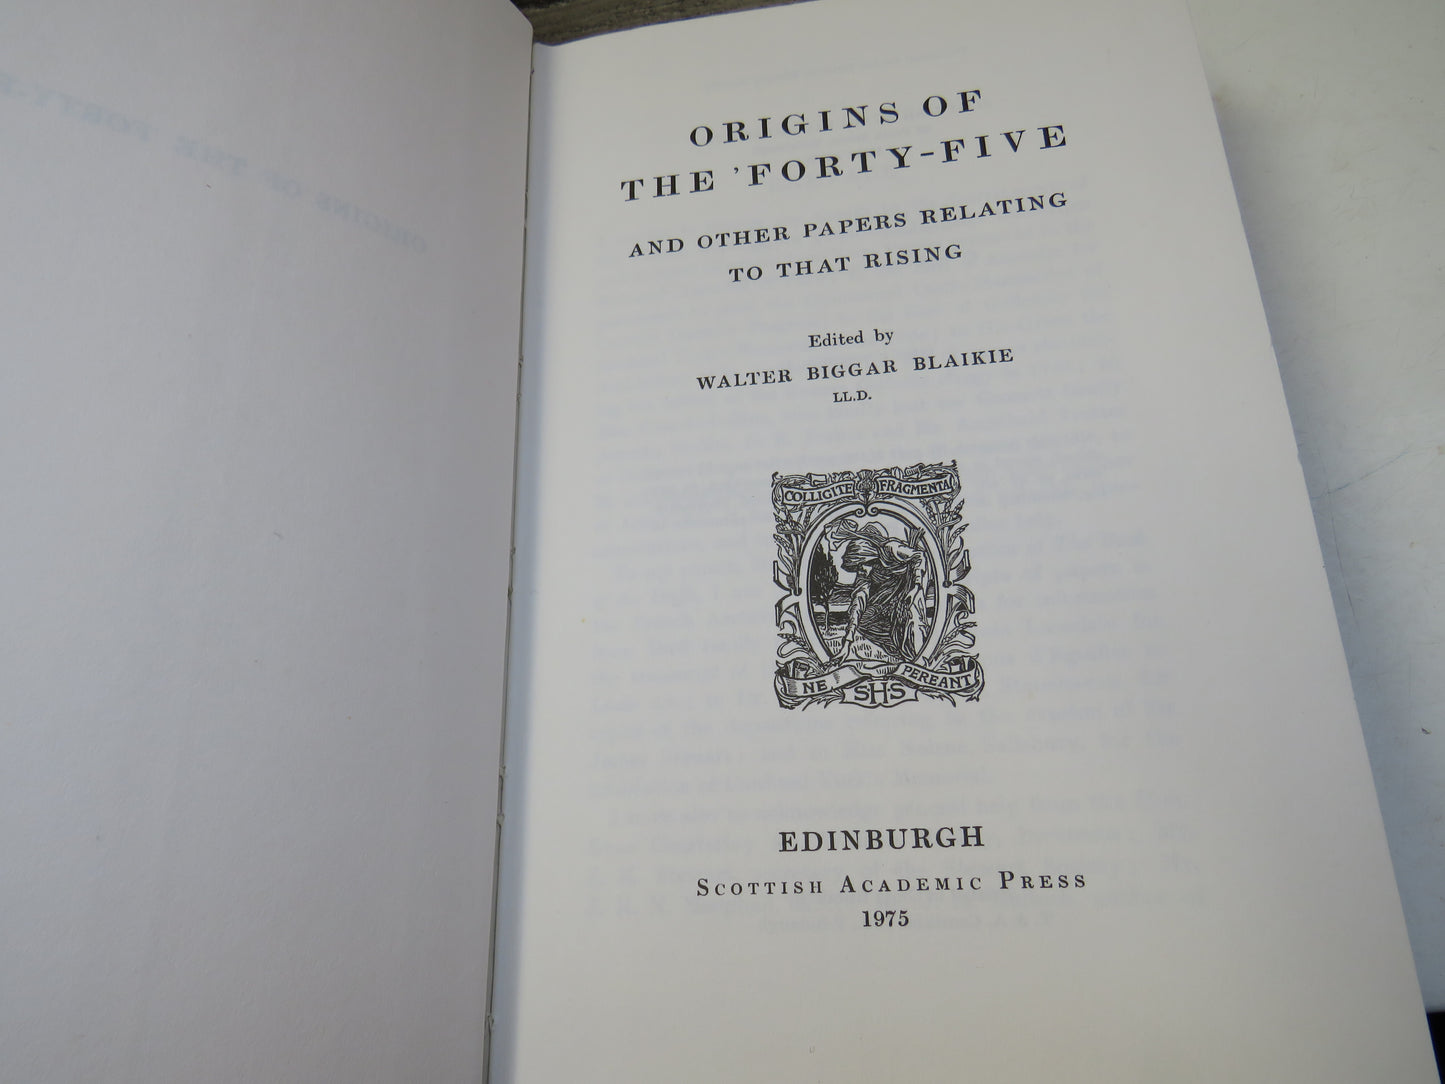 ORIGINS OF
THE 'FORTY-FIVE
AND OTHER PAPERS RELATING
TO THAT RISING
Edited by
WALTER BIGGAR BLAIKIE
LL.D.
COLLIGITE FRAGMENTA
NE PEREANT
SHS
EDINBURGH
SCOTTISH ACADEMIC PRESS
1975